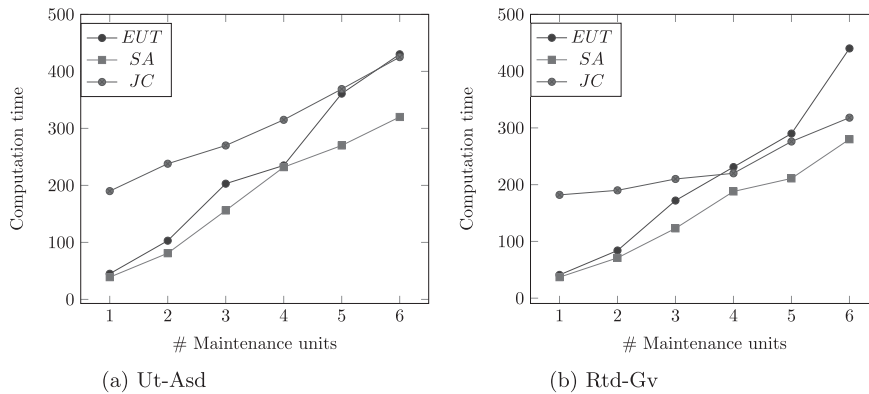 500
400
300
200
100
0
Computation time
EUT
SA
JC
1 2 3 4 5 6
# Maintenance units
(a) Ut-Asd
500
400
300
200
100
0
Computation time
EUT
SA
JC
1 2 3 4 5 6
# Maintenance units
(b) Rtd-Gv